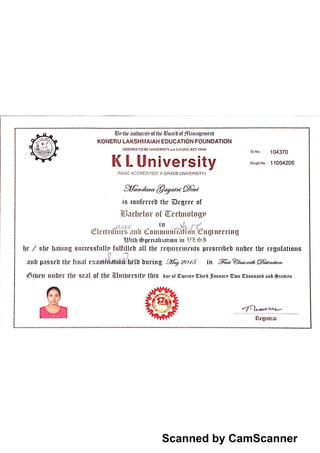 By the authority of the Board of Management
KONERU LAKSHMAIAH EDUCATION FOUNDATION
(DEEMED TO BE UNIVERSITY u/s 3 of UGC ACT 1956)
Sl.No.: 104370
K L University
Regd No. 11004206
(NAAC ACCREDITED 'A' GRADE UNIVERSITY)
Mandava Gayatri Devi
is conferred the Degree of
Bachelor of Technology
in
Electronics and Communication Engineering
With Specialization in VLSI
he / she having successfully fulfilled all the requirements prescribed under the regulations
and passed the final examination held during May 2015 in First Class with Distinction
Given under the seal of the University this day of Twenty Third January Two Thousand and Sixteen
Registrar
Scanned by CamScanner